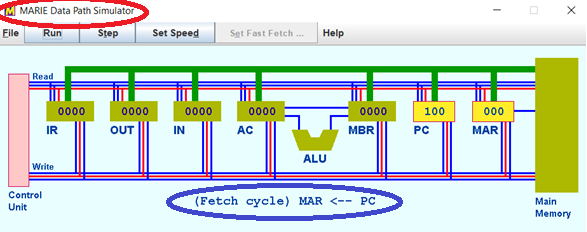 MARIE Data Path Simulator
File Run Step Set Speed Set Fast Fetch ... Help
Read
0000 0000 0000 0000 0000 100 000
IR OUT IN AC MBR PC MAR
ALU
Write
Control Unit
(Fetch cycle) MAR <-- PC
Main Memory